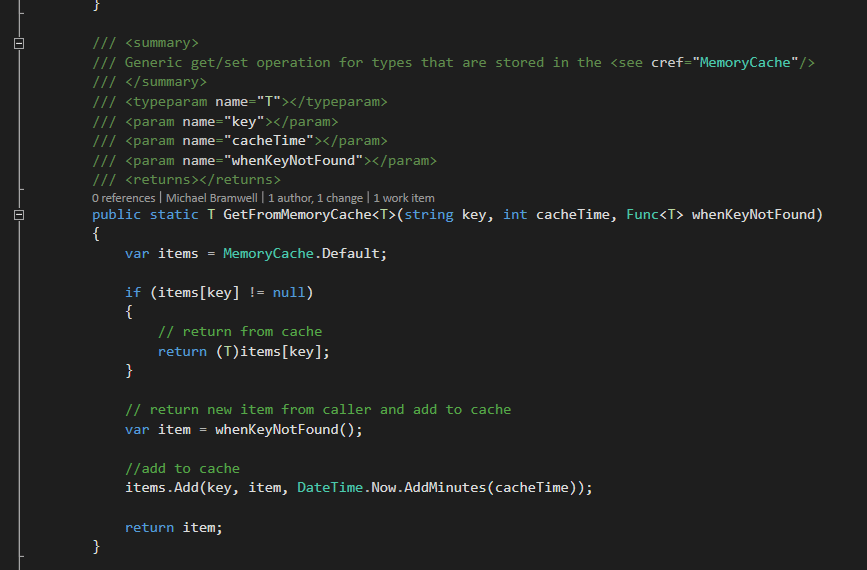 }
/// <summary>
/// Generic get/set operation for types that are stored in the <see cref="MemoryCache"/>
/// </summary>
/// <typeparam name="T"></typeparam>
/// <param name="key"></param>
/// <param name="cacheTime"></param>
/// <param name="whenKeyNotFound"></param>
/// <returns></returns>
0 references | Michael Bramwell | 1 author, 1 change | 1 work item
public static T GetFromMemoryCache<T>(string key, int cacheTime, Func<T> whenKeyNotFound)
{
var items = MemoryCache.Default;
if (items[key] != null)
{
// return from cache
return (T)items[key];
}
// return new item from caller and add to cache
var item = whenKeyNotFound();
//add to cache
items.Add(key, item, DateTime.Now.AddMinutes(cacheTime));
return item;
}